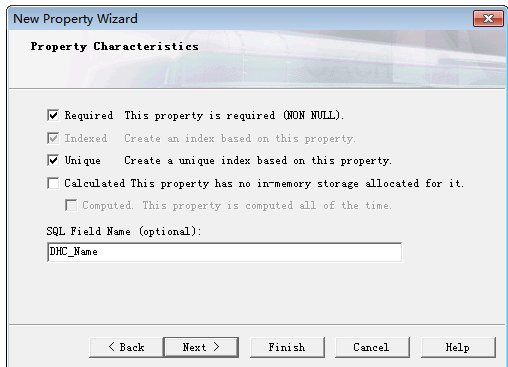 New Property Wizard
Property Characteristics
Required This property is required (NON NULL).
Indexed Create an index based on this property.
Unique Create a unique index based on this property.
Calculated This property has no in-memory storage allocated for it.
Computed. This property is computed all of the time.
SQL Field Name (optional):
DHC_Name
< Back Next > Finish Cancel Help